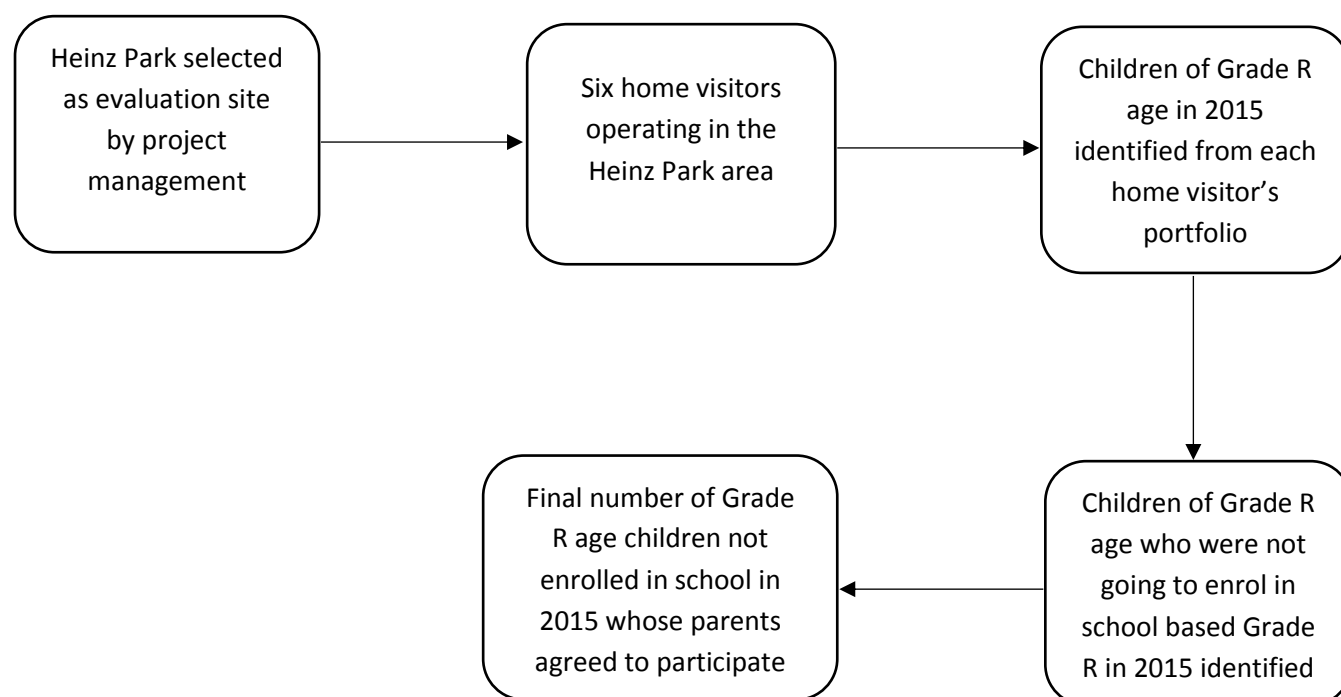 Heinz Park selected
as evaluation site
by project
management
Six home visitors
operating in the
Heinz Park area
Children of Grade R
age in 2015
identified from each
home visitor’s
portfolio
Children of Grade R
age who were not
going to enrol in
school based Grade
R in 2015 identified
Final number of Grade
R age children not
enrolled in school in
2015 whose parents
agreed to participate